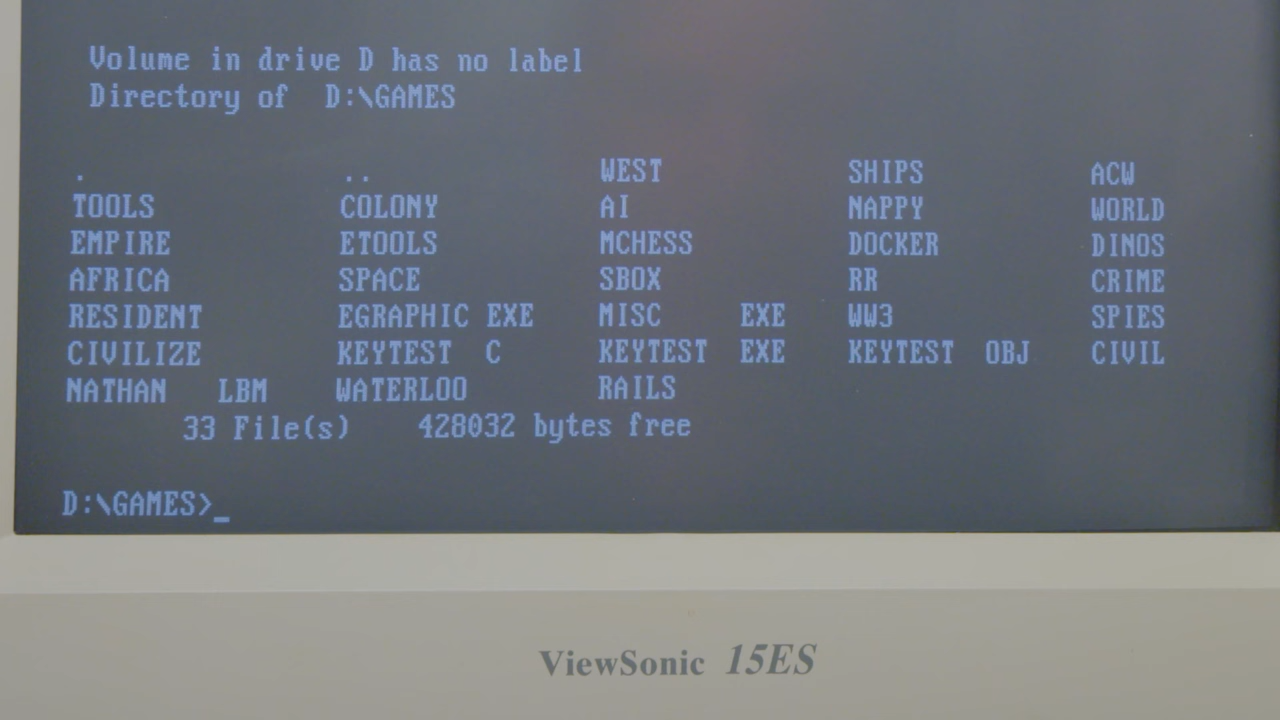 Volume in drive D has no label
Directory of D:\GAMES
. .. WEST SHIPS ACW
TOOLS COLONY AI NAPPY WORLD
EMPIRE ETOOLS MCHESS DOCKER DINOS
AFRICA SPACE SBOX RR CRIME
RESIDENT EGRAPHIC EXE MISC EXE WW3 SPIES
CIVILIZE KEYTEST C KEYTEST EXE KEYTEST OBJ CIVIL
NATHAN LBM WATERLOO RAILS
33 File(s) 428032 bytes free
D:\GAMES>_
ViewSonic 15ES